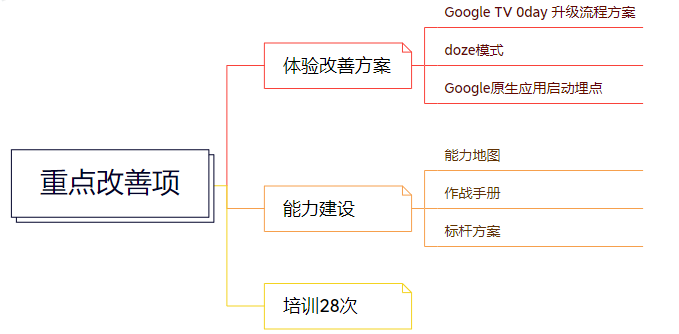 重点改善项
体验改善方案
Google TV 0day 升级流程方案
doze模式
Google原生应用启动埋点
能力建设
能力地图
作战手册
标杆方案
培训28次